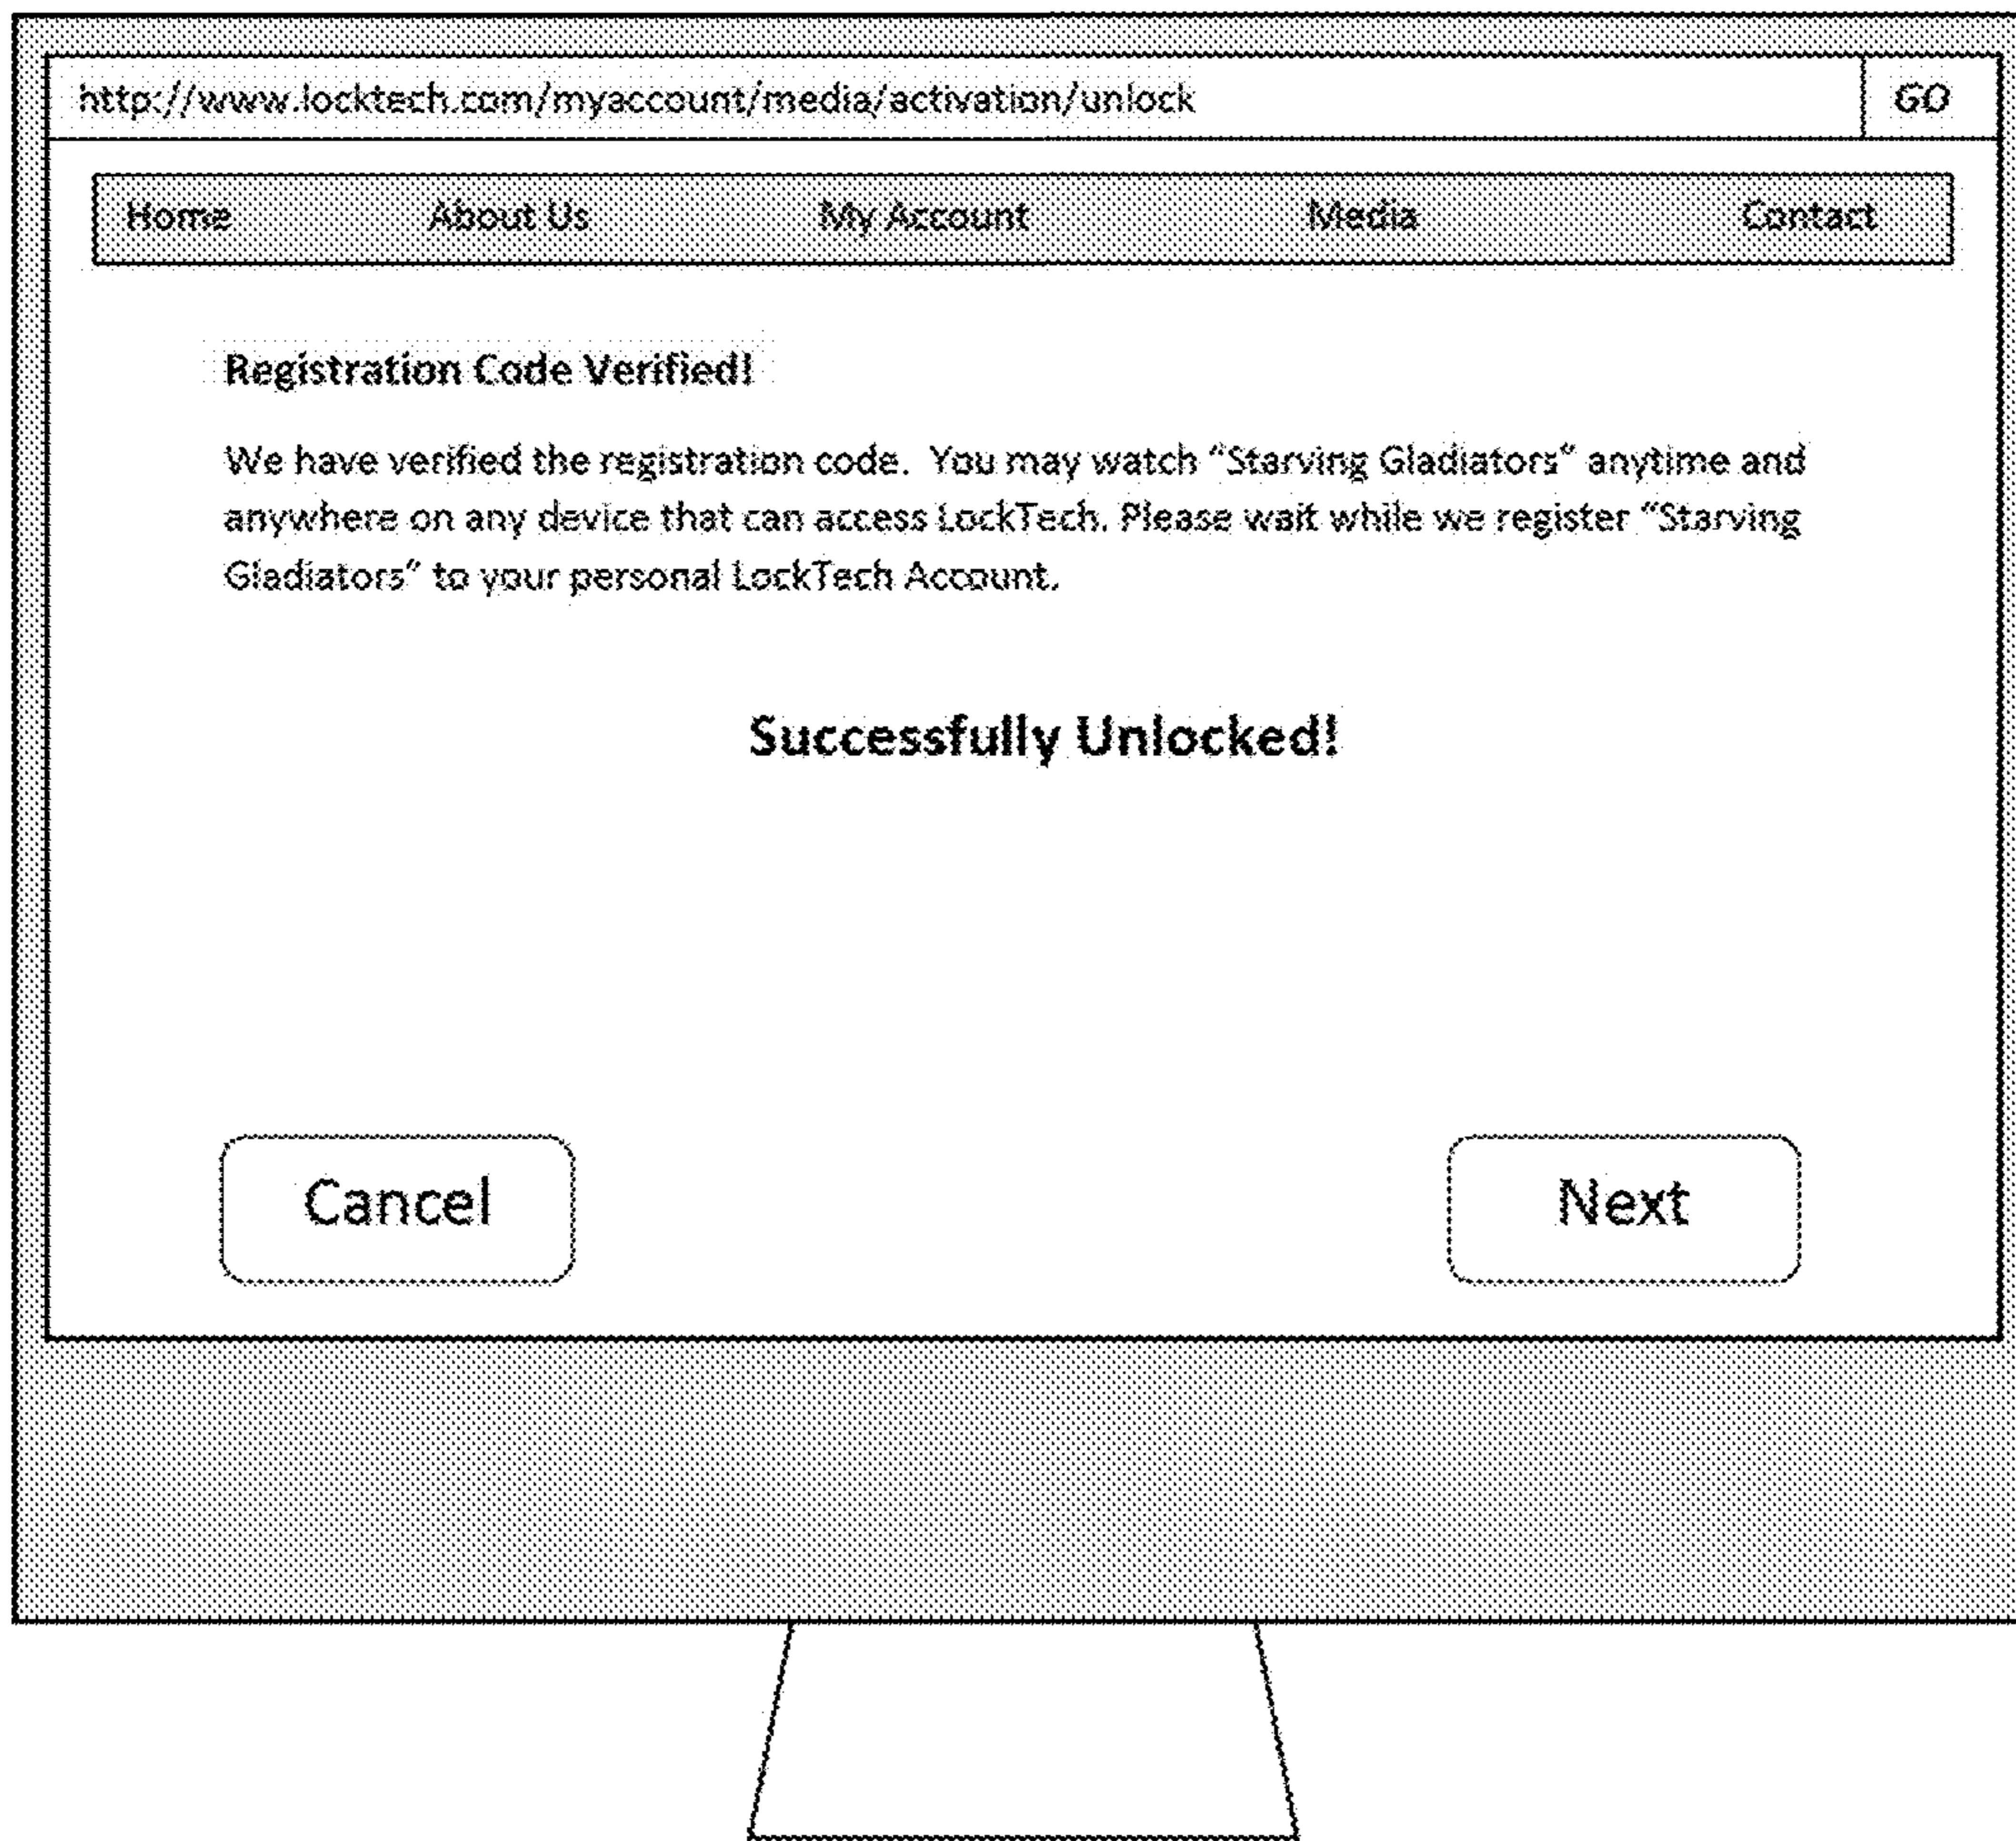 http://www.locktech.com/myaccount/media/activation/unlock GO
Home About Us My Account Media Contact
Registration Code Verified!
We have verified the registration code.  You may watch “Starving Gladiators” anytime and
anywhere on any device that can access LockTech. Please wait while we register “Starving
Gladiators” to your personal LockTech Account.
Successfully Unlocked!
Cancel Next